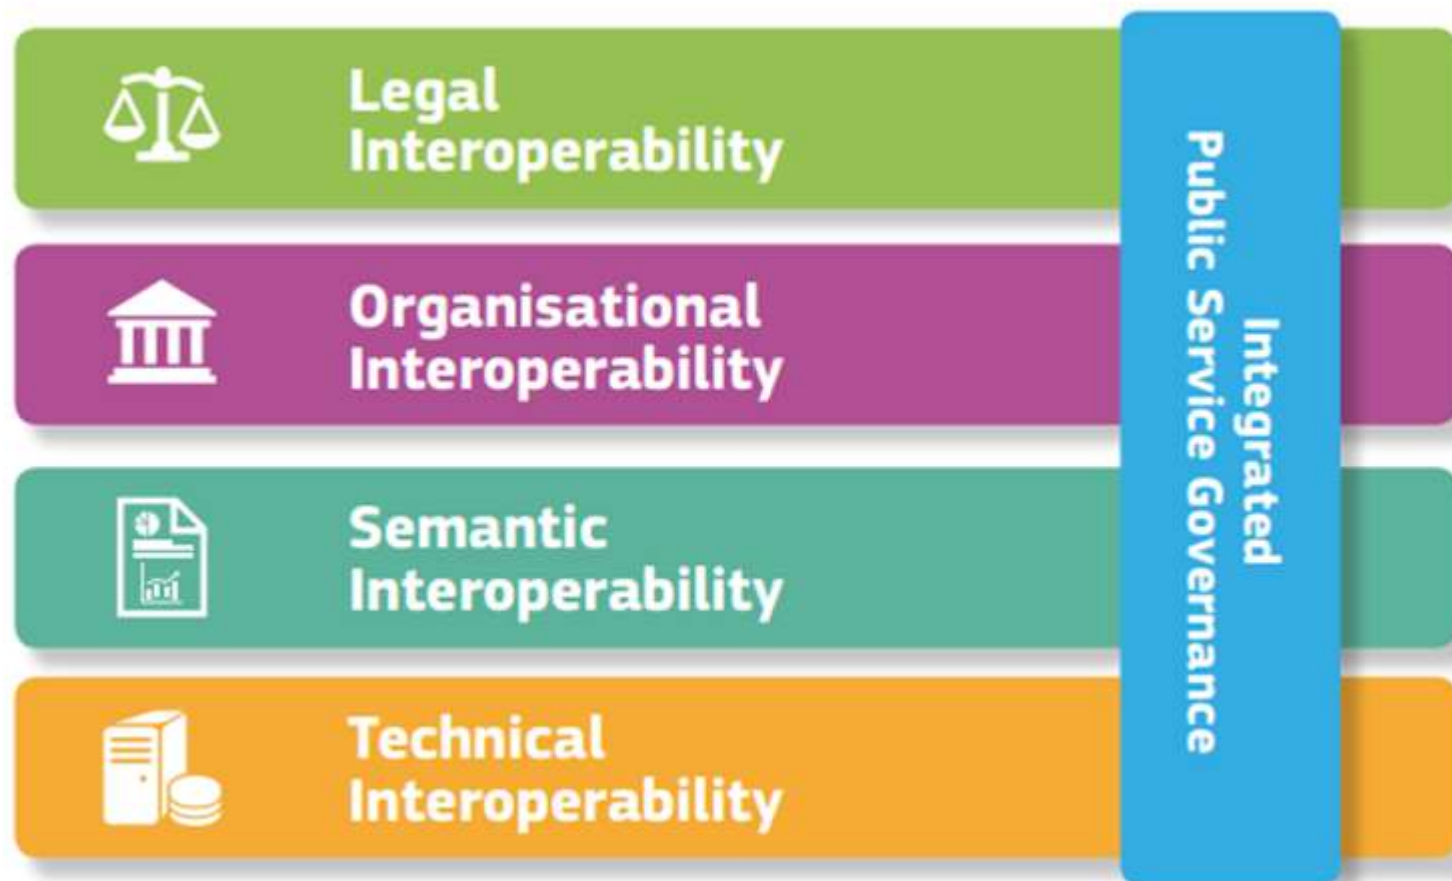 Legal
Interoperability
Organisational
Interoperability
Semantic
Interoperability
Technical
Interoperability
Integrated
Public Service Governance